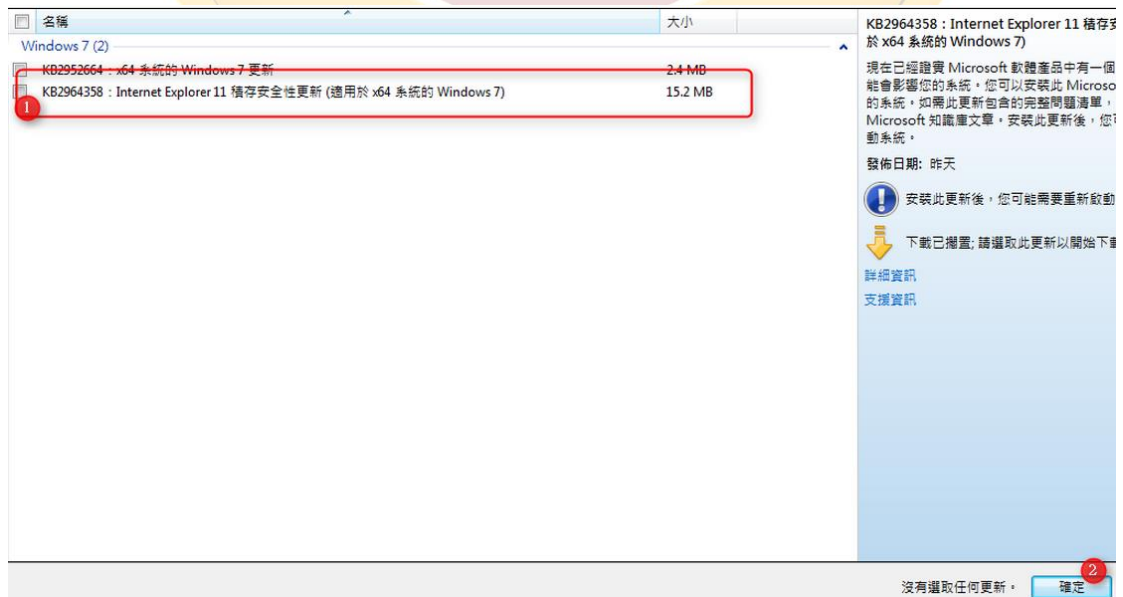 名稱 大小
Windows 7 (2)
KB2952664：x64 系統的 Windows 7 更新 2.4 MB
KB2964358：Internet Explorer 11 積存安全性更新 (適用於 x64 系統的 Windows 7) 15.2 MB
1
KB2964358：Internet Explorer 11 積存安
於 x64 系統的 Windows 7)
現在已經證實 Microsoft 軟體產品中有一個
能會影響您的系統。您可以安裝此 Microso
的系統。如需此更新包含的完整問題清單，
Microsoft 知識庫文章。安裝此更新後，您
動系統。
發佈日期: 昨天
安裝此更新後，您可能需要重新啟動
下載已擱置; 請選取此更新以開始下
詳細資訊
支援資訊
2
沒有選取任何更新。 確定